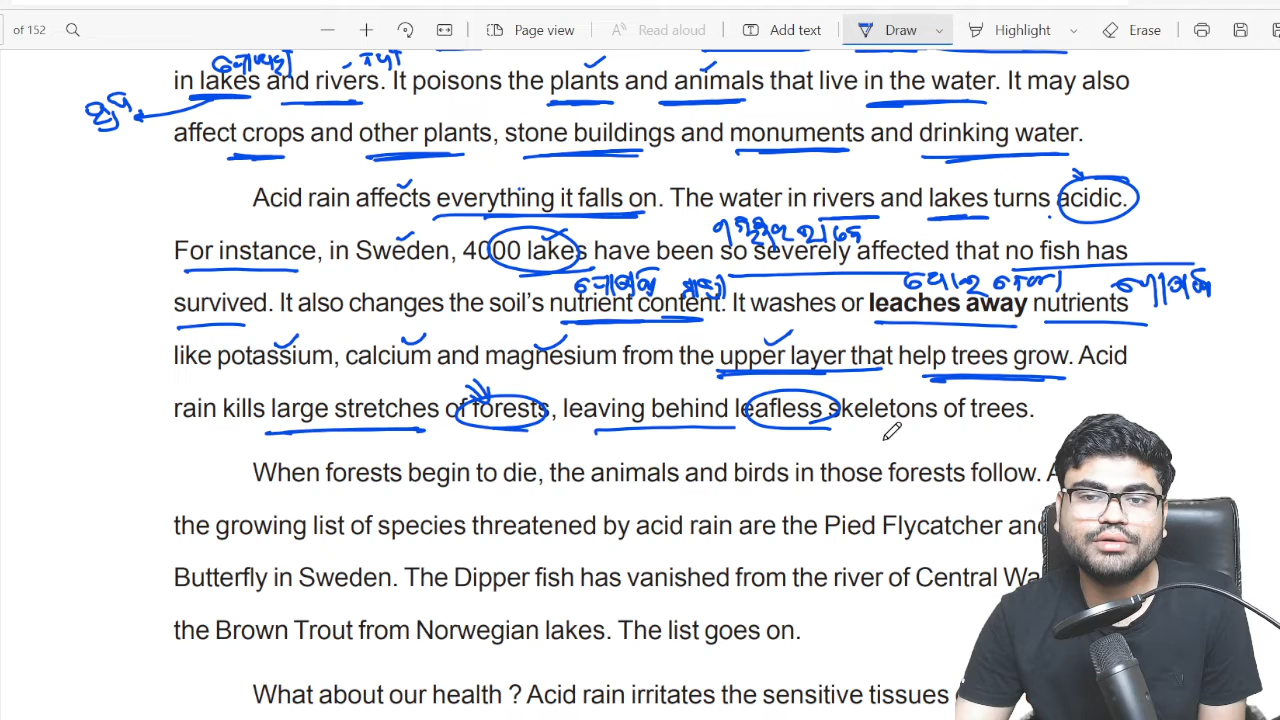 of 152
Page view
Read aloud
Add text
Draw
Highlight
Erase
in lakes and rivers. It poisons the plants and animals that live in the water. It may also
affect crops and other plants, stone buildings and monuments and drinking water.
Acid rain affects everything it falls on. The water in rivers and lakes turns acidic.
For instance, in Sweden, 4000 lakes have been so severely affected that no fish has
survived. It also changes the soil's nutrient content. It washes or leaches away nutrients
like potassium, calcium and magnesium from the upper layer that help trees grow. Acid
rain kills large stretches of forests, leaving behind leafless skeletons of trees.
When forests begin to die, the animals and birds in those forests follow.
the growing list of species threatened by acid rain are the Pied Flycatcher
Butterfly in Sweden. The Dipper fish has vanished from the river of Central
the Brown Trout from Norwegian lakes. The list goes on.
What about our health ? Acid rain irritates the sensitive tissues